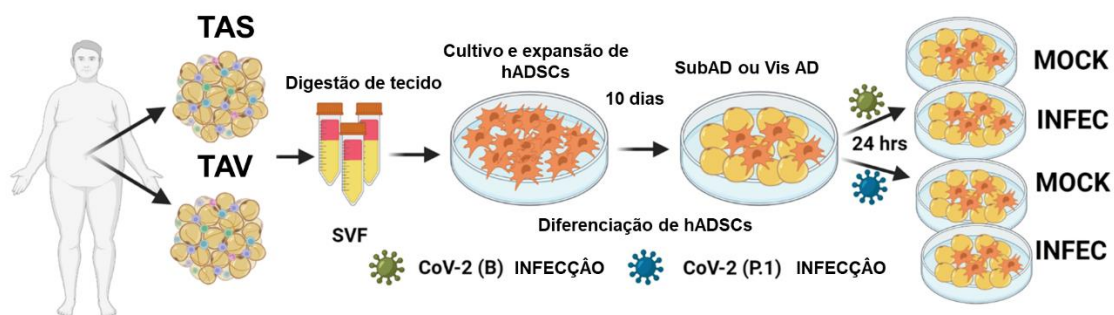 TAS
TAV
Digestão de tecido
SVF
Cultivo e expansão de
hADSCs
10 dias
SubAD ou Vis AD
Diferenciação de hADSCs
24 hrs
MOCK
INFEC
MOCK
INFEC
CoV-2 (B) INFECÇÂO
CoV-2 (P.1) INFECÇÂO